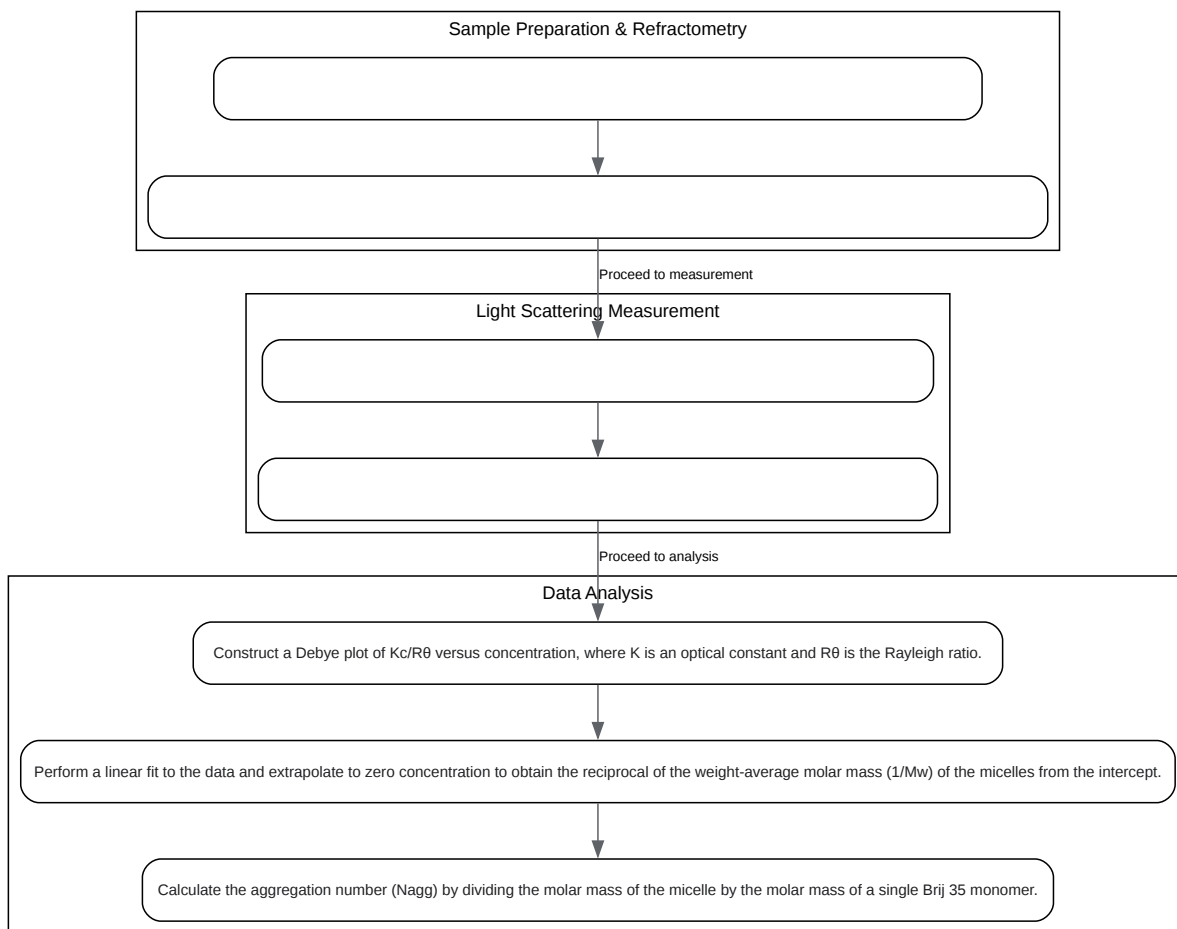 Sample Preparation & Refractometry
Proceed to measurement
Light Scattering Measurement
Proceed to analysis
Data Analysis
Construct a Debye plot of Kc/Rθ versus concentration, where K is an optical constant and Rθ is the Rayleigh ratio.
Perform a linear fit to the data and extrapolate to zero concentration to obtain the reciprocal of the weight-average molar mass (1/Mw) of the micelles from the intercept.
Calculate the aggregation number (Nagg) by dividing the molar mass of the micelle by the molar mass of a single Brij 35 monomer.